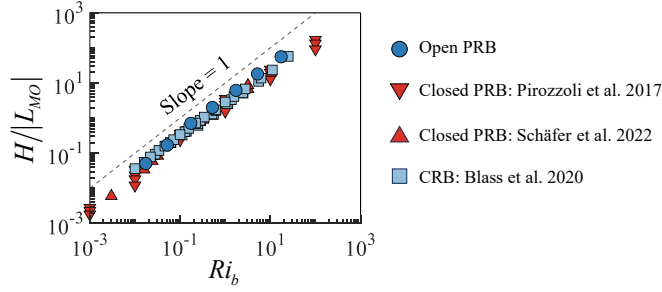 10^3
10^1
10^-1
10^-3
H/|L_MO|
Slope = 1
10^-3
10^-1
10^1
10^3
Ri_b
Open PRB
Closed PRB: Pirozzoli et al. 2017
Closed PRB: Schäfer et al. 2022
CRB: Blass et al. 2020